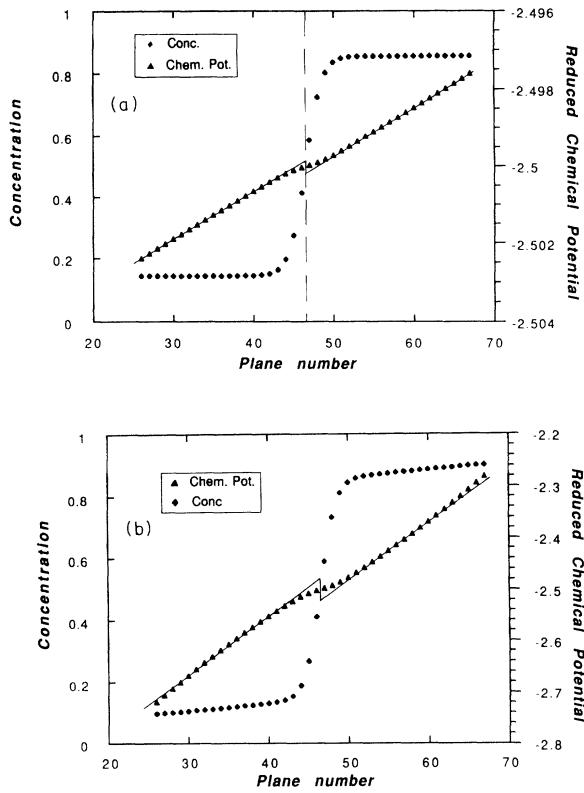 (a)
Conc.
Chem. Pot.
Concentration
1
0.8
0.6
0.4
0.2
0
-2.496
-2.498
-2.5
-2.502
-2.504
Reduced Chemical Potential
20 30 40 50 60 70
Plane number
(b)
Chem. Pot.
Conc
Concentration
1
0.8
0.6
0.4
0.2
0
-2.2
-2.3
-2.4
-2.5
-2.6
-2.7
-2.8
Reduced Chemical Potential
20 30 40 50 60 70
Plane number